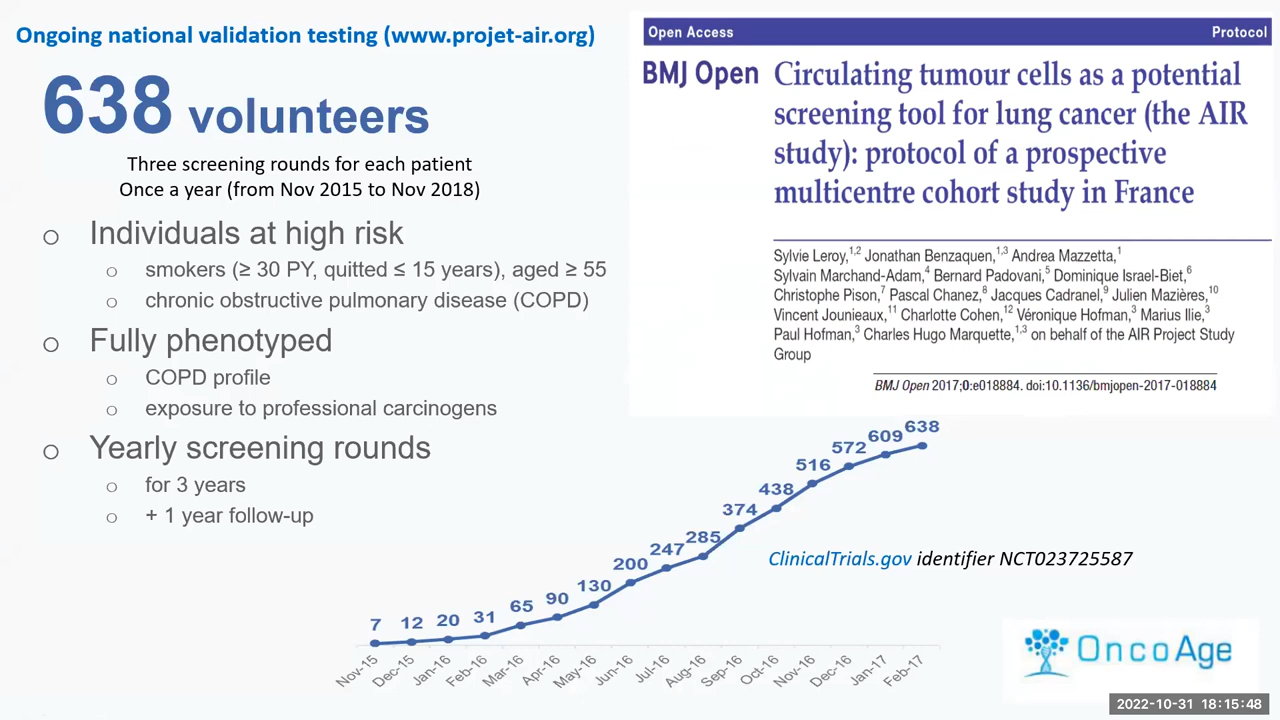 Ongoing national validation testing (www.projet-air.org)
638 volunteers
Three screening rounds for each patient
Once a year (from Nov 2015 to Nov 2018)
o Individuals at high risk
o smokers (≥ 30 PY, quitted ≤ 15 years), aged ≥ 55
o chronic obstructive pulmonary disease (COPD)
o Fully phenotyped
o COPD profile
o exposure to professional carcinogens
o Yearly screening rounds
o for 3 years
o + 1 year follow-up
Open Access Protocol
BMJ Open Circulating tumour cells as a potential
screening tool for lung cancer (the AIR
study): protocol of a prospective
multicentre cohort study in France
Sylvie Leroy,1,2 Jonathan Benzaquen,1,3 Andrea Mazzetta,1
Sylvain Marchand-Adam,4 Bernard Padovani,5 Dominique Israel-Biet,6
Christophe Pison,7 Pascal Chanez,8 Jacques Cadranel,9 Julien Mazières,10
Vincent Jounieaux,11 Charlotte Cohen,12 Véronique Hofman,3 Marius Ilie,3
Paul Hofman,3 Charles Hugo Marquette,1,3 on behalf of the AIR Project Study
Group
BMJ Open 2017;0:e018884. doi:10.1136/bmjopen-2017-018884
7 12 20 31 65 90 130 200 247 285 374 438 516 572 609 638
Nov-15 Dec-15 Jan-16 Feb-16 Mar-16 Apr-16 May-16 Jun-16 Jul-16 Aug-16 Sep-16 Oct-16 Nov-16 Dec-16 Jan-17 Feb-17
ClinicalTrials.gov identifier NCT023725587
OncoAge
2022-10-31 18:15:48